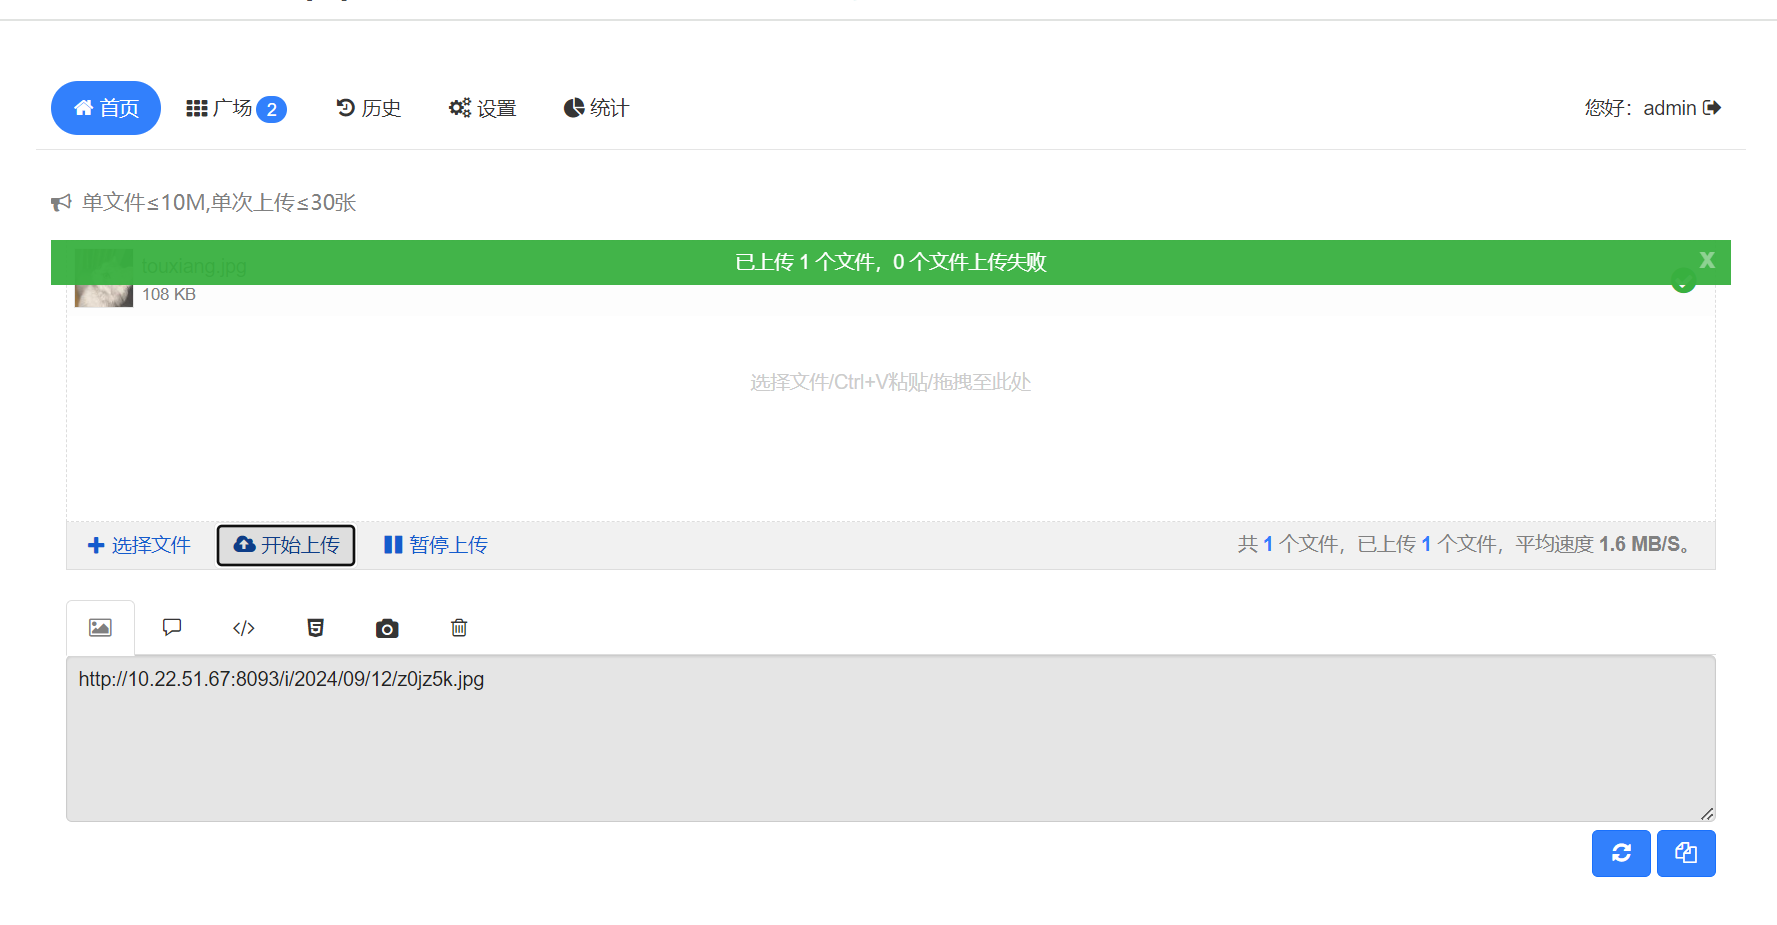 首页 广场 2 历史 设置 统计 您好：admin
单文件≤10M,单次上传≤30张
已上传 1 个文件，0 个文件上传失败 X
touxiang.jpg
108 KB
选择文件/Ctrl+V粘贴/拖拽至此处
选择文件 开始上传 暂停上传 共 1 个文件，已上传 1 个文件，平均速度 1.6 MB/S。
http://10.22.51.67:8093/i/2024/09/12/z0jz5k.jpg